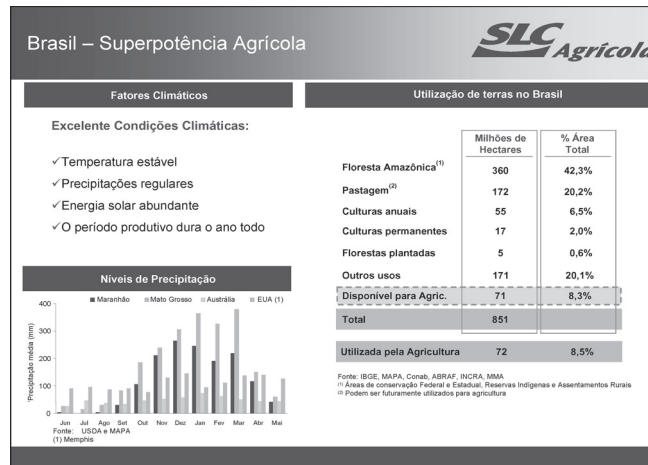 Brasil – Superpotência Agrícola
SLC Agrícola
Fatores Climáticos
Excelente Condições Climáticas:
✓Temperatura estável
✓Precipitações regulares
✓Energia solar abundante
✓O período produtivo dura o ano todo
Níveis de Precipitação
Maranhão Mato Grosso Austrália EUA (1)
'Precipitação média (mm)
400
300
200
100
0
Jun Jul Ago Set Out Nov Dez Jan Fev Mar Abr Mai
Fonte: USDA e MAPA
(1) Memphis
Utilização de terras no Brasil
Milhões de Hectares % Área Total
Floresta Amazônica(1) 360 42,3%
Pastagem(2) 172 20,2%
Culturas anuais 55 6,5%
Culturas permanentes 17 2,0%
Florestas plantadas 5 0,6%
Outros usos 171 20,1%
Disponível para Agric. 71 8,3%
Total 851
Utilizada pela Agricultura 72 8,5%
Fonte: IBGE, MAPA, Conab, ABRAF, INCRA, MMA
(1) Áreas de conservação Federal e Estadual, Reservas Indígenas e Assentamentos Rurais
(2) Podem ser futuramente utilizados para agricultura